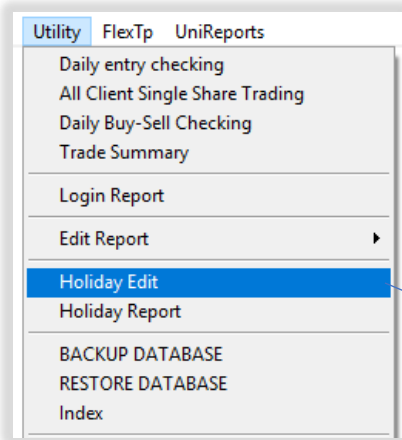 Utility FlexTp UniReports
Daily entry checking
All Client Single Share Trading
Daily Buy-Sell Checking
Trade Summary
Login Report
Edit Report
Holiday Edit
Holiday Report
BACKUP DATABASE
RESTORE DATABASE
Index